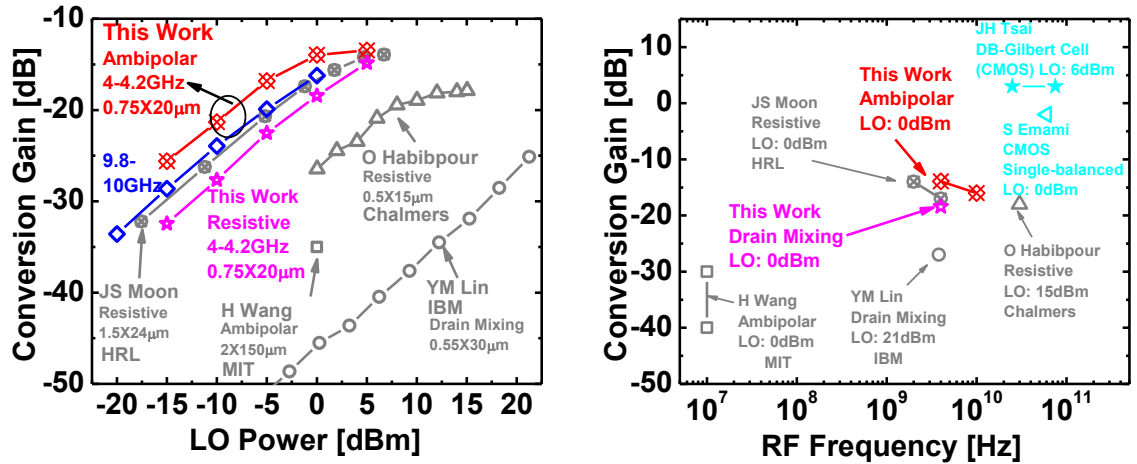 Conversion Gain [dB]
-10
-20
-30
-40
-50
This Work
Ambipolar
4-4.2GHz
0.75X20μm
9.8-
10GHz
This Work
Resistive
4-4.2GHz
0.75X20μm
O Habibpour
Resistive
0.5X15μm
Chalmers
JS Moon
Resistive
1.5X24μm
HRL
H Wang
Ambipolar
2X150μm
MIT
YM Lin
IBM
Drain Mixing
0.55X30μm
-20 -15 -10 -5 0 5 10 15 20
LO Power [dBm]
Conversion Gain [dB]
10
0
-10
-20
-30
-40
-50
JH Tsai
DB-Gilbert Cell
(CMOS) LO: 6dBm
This Work
Ambipolar
LO: 0dBm
JS Moon
Resistive
LO: 0dBm
HRL
S Emami
CMOS
Single-balanced
LO: 0dBm
This Work
Drain Mixing
LO: 0dBm
O Habibpour
Resistive
LO: 15dBm
Chalmers
H Wang
Ambipolar
LO: 0dBm
MIT
YM Lin
Drain Mixing
LO: 21dBm
IBM
10⁷ 10⁸ 10⁹ 10¹⁰ 10¹¹
RF Frequency [Hz]